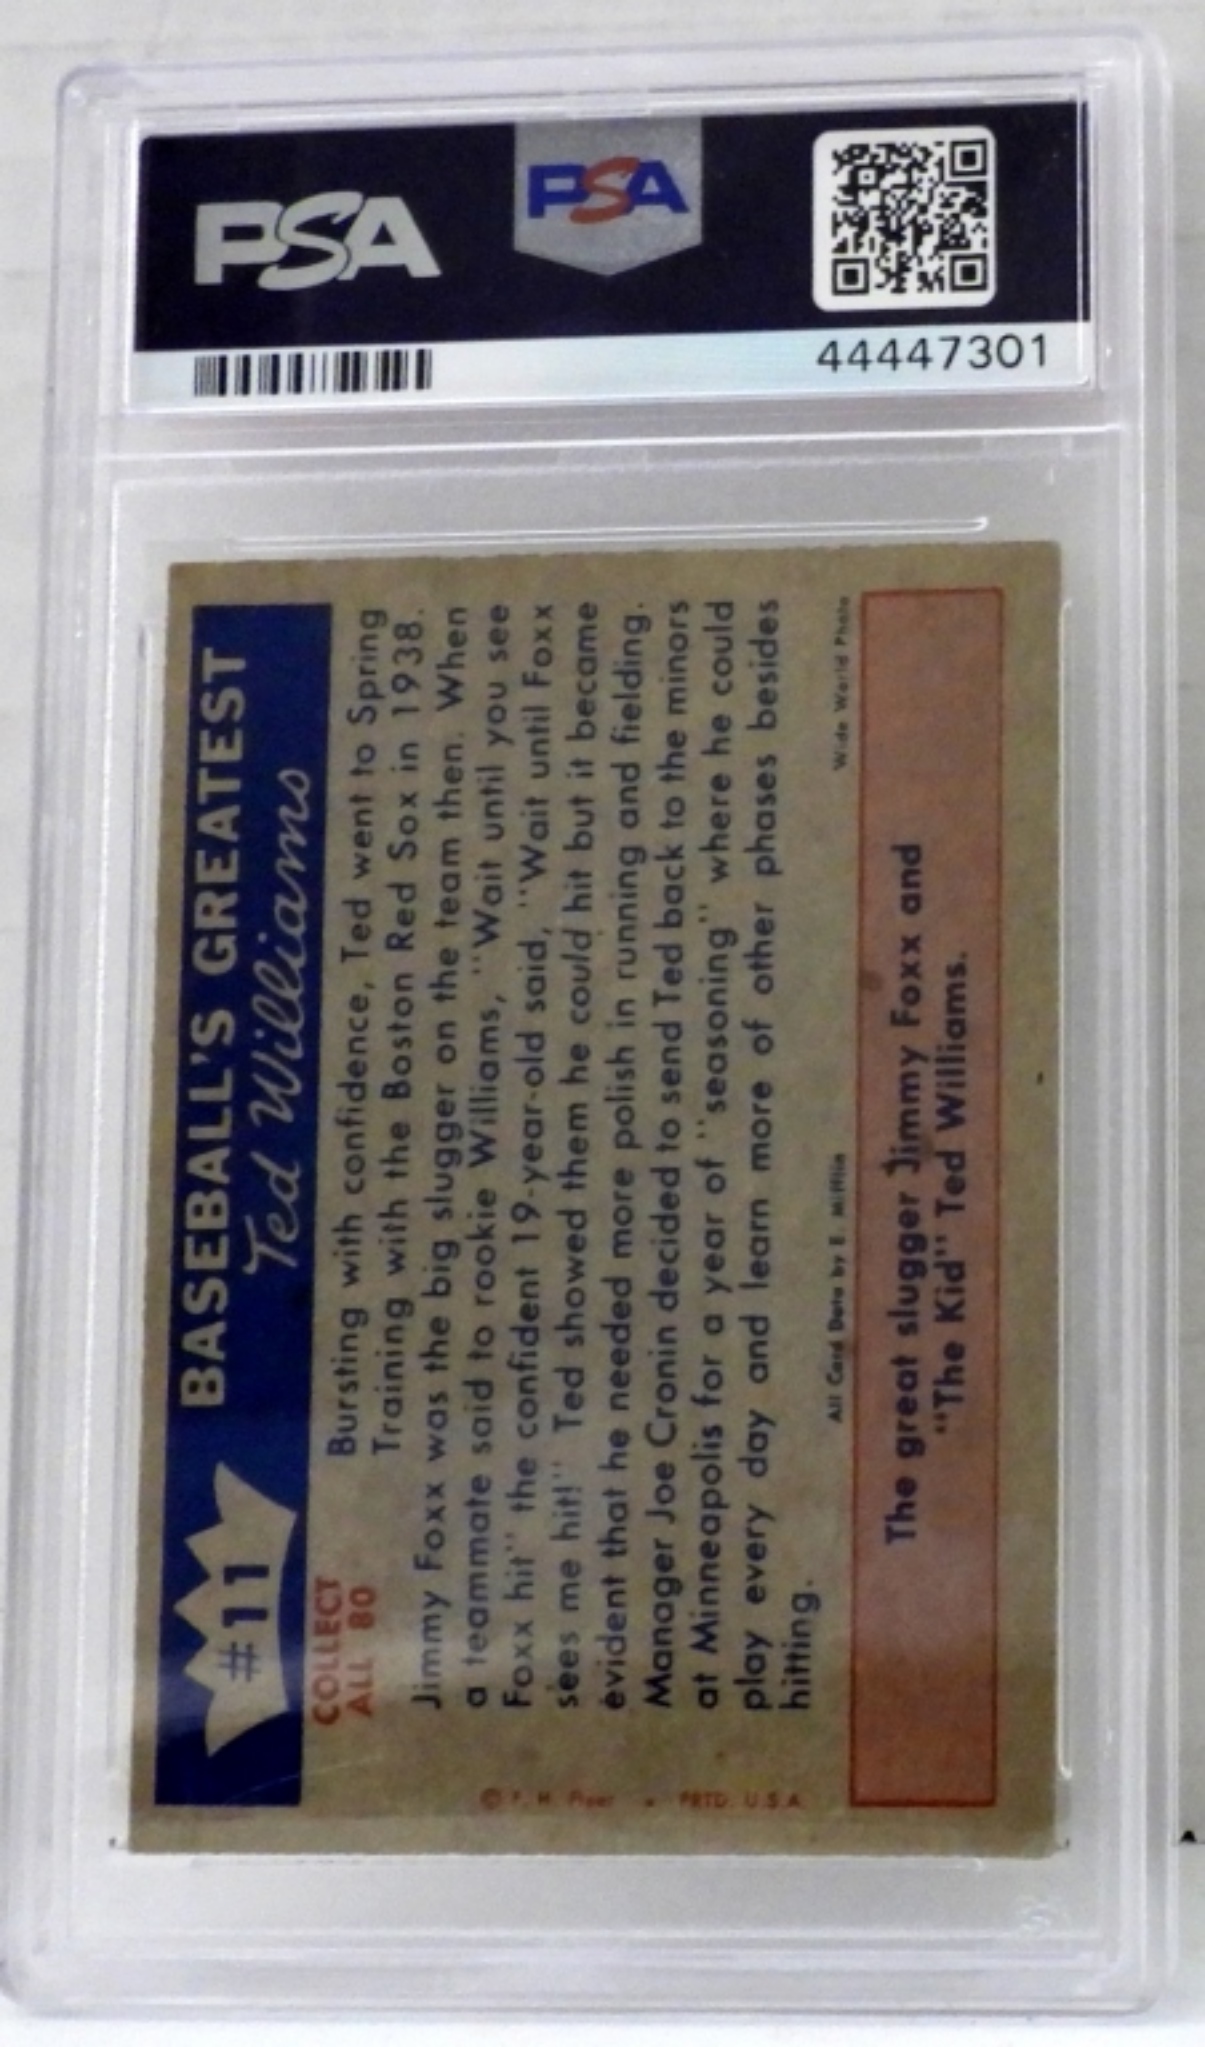 PSA
PSA
44447301
#11
BASEBALL'S GREATEST
Ted Williams
COLLECT
ALL 80
Bursting with confidence, Ted went to Spring
Training with the Boston Red Sox in 1938.
Jimmy Foxx was the big slugger on the team then. When
a teammate said to rookie Williams, "Wait until you see
Foxx hit" the confident 19-year-old said, "Wait until Foxx
sees me hit!" Ted showed them he could hit but it became
evident that he needed more polish in running and fielding.
Manager Joe Cronin decided to send Ted back to the minors
at Minneapolis for a year of "seasoning" where he could
play every day and learn more of other phases besides
hitting.
All Card Data by E. Mifflin
Wide World Photo
The great slugger Jimmy Foxx and
"The Kid" Ted Williams.
© F. H. Fleer • PRTD. U.S.A.